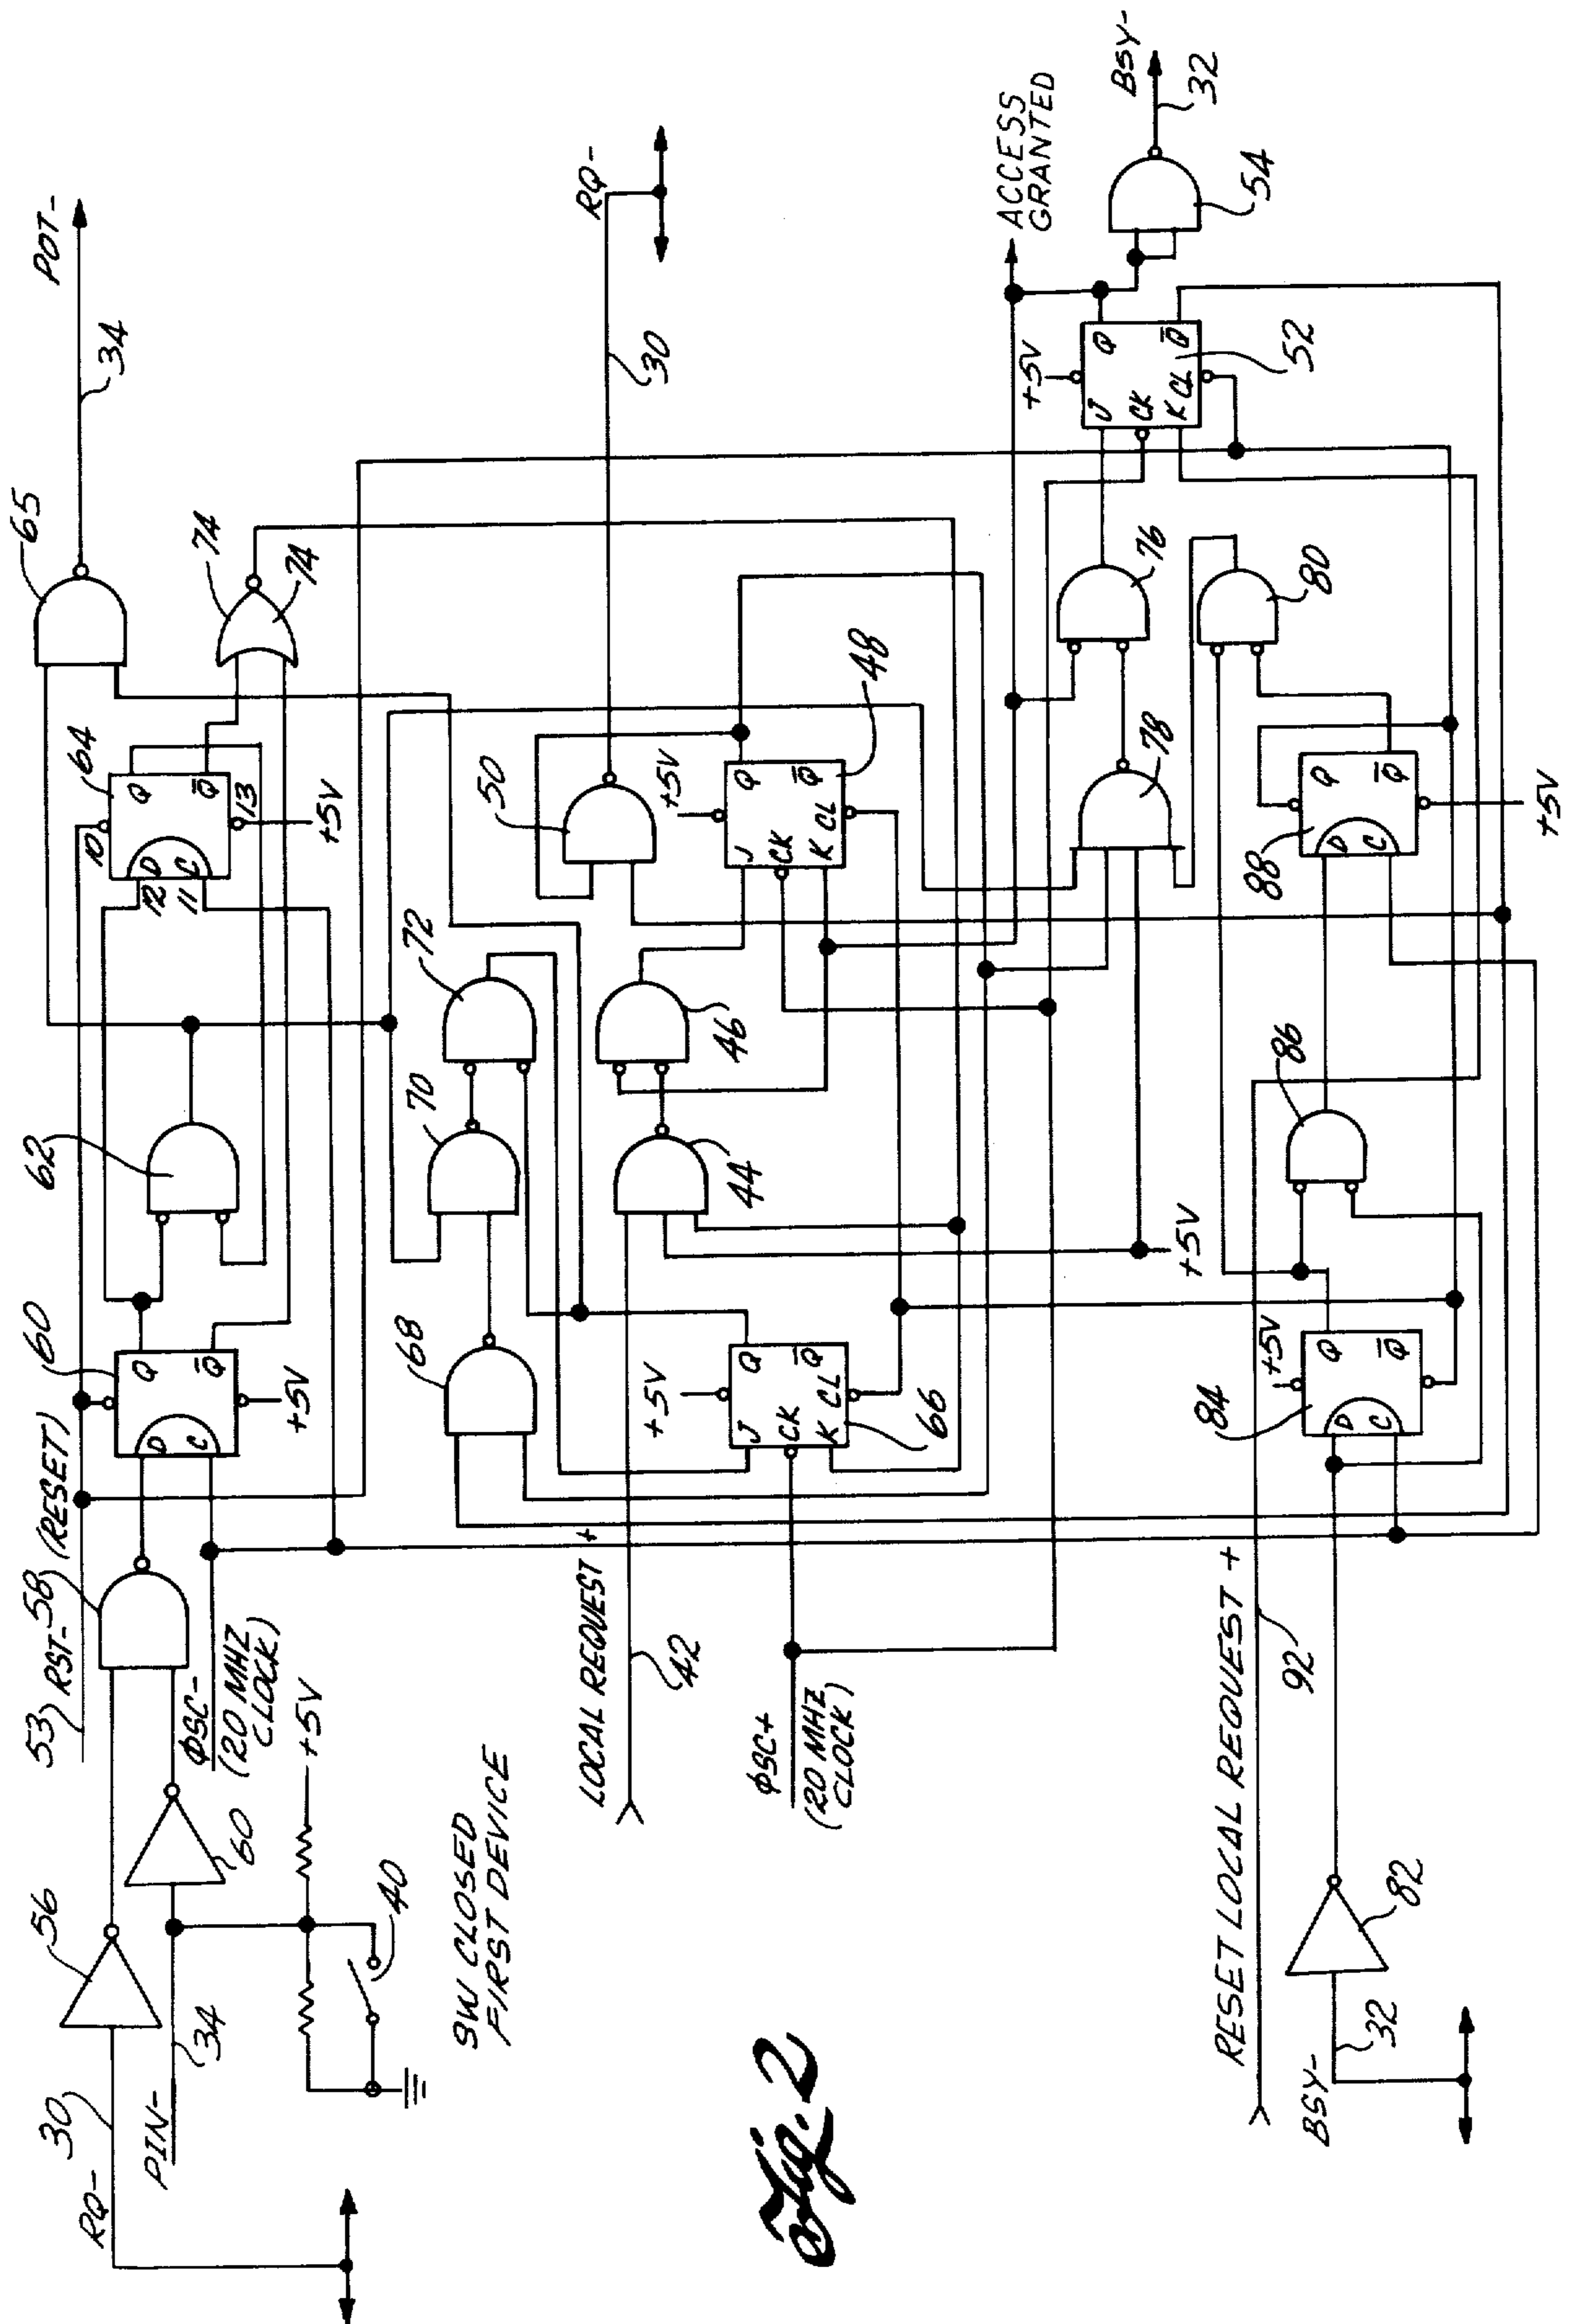 POT-
34
65
74
74
64
10
12
D
11
C
Q
Q̅
13
+5V
62
60
D
C
Q
Q̅
+5V
53
RST-
(RESET)
58
ΦSC-
(20 MHZ
CLOCK)
+5V
56
60
40
30
RQ-
PIN-
34
SW CLOSED
FIRST DEVICE
RQ-
30
50
+5V
J
CK
K
CL
Q
Q̅
48
72
70
46
44
68
+5V
J
CK
K
CL
Q
Q̅
66
LOCAL REQUEST +
42
ΦSC+
(20 MHZ
CLOCK)
BSY-
32
54
ACCESS
GRANTED
+5V
J
CK
K
CL
Q
Q̅
52
76
78
80
88
D
C
Q
Q̅
+5V
86
+5V
+5V
84
D
C
Q
Q̅
RESET LOCAL REQUEST +
92
82
BSY-
32
Fig. 2